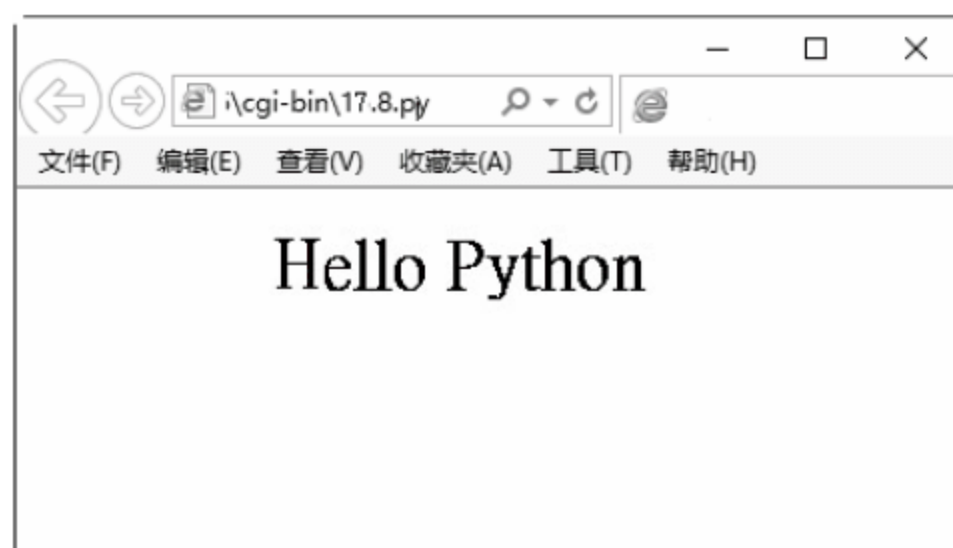 i\cgi-bin\17.8.py
文件(F) 编辑(E) 查看(V) 收藏夹(A) 工具(T) 帮助(H)
Hello Python